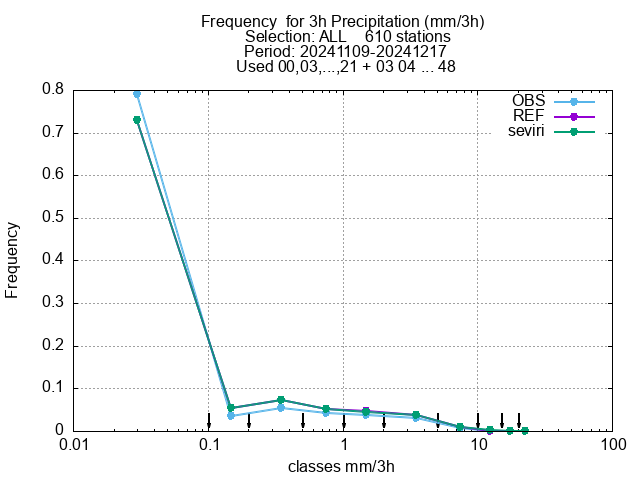 Frequency  for 3h Precipitation (mm/3h)
Selection: ALL    610 stations
Period: 20241109-20241217
Used 00,03,...,21 + 03 04 ... 48
OBS
REF
seviri
0.8
0.7
0.6
0.5
0.4
0.3
0.2
0.1
0
Frequency
0.01 0.1 1 10 100
classes mm/3h